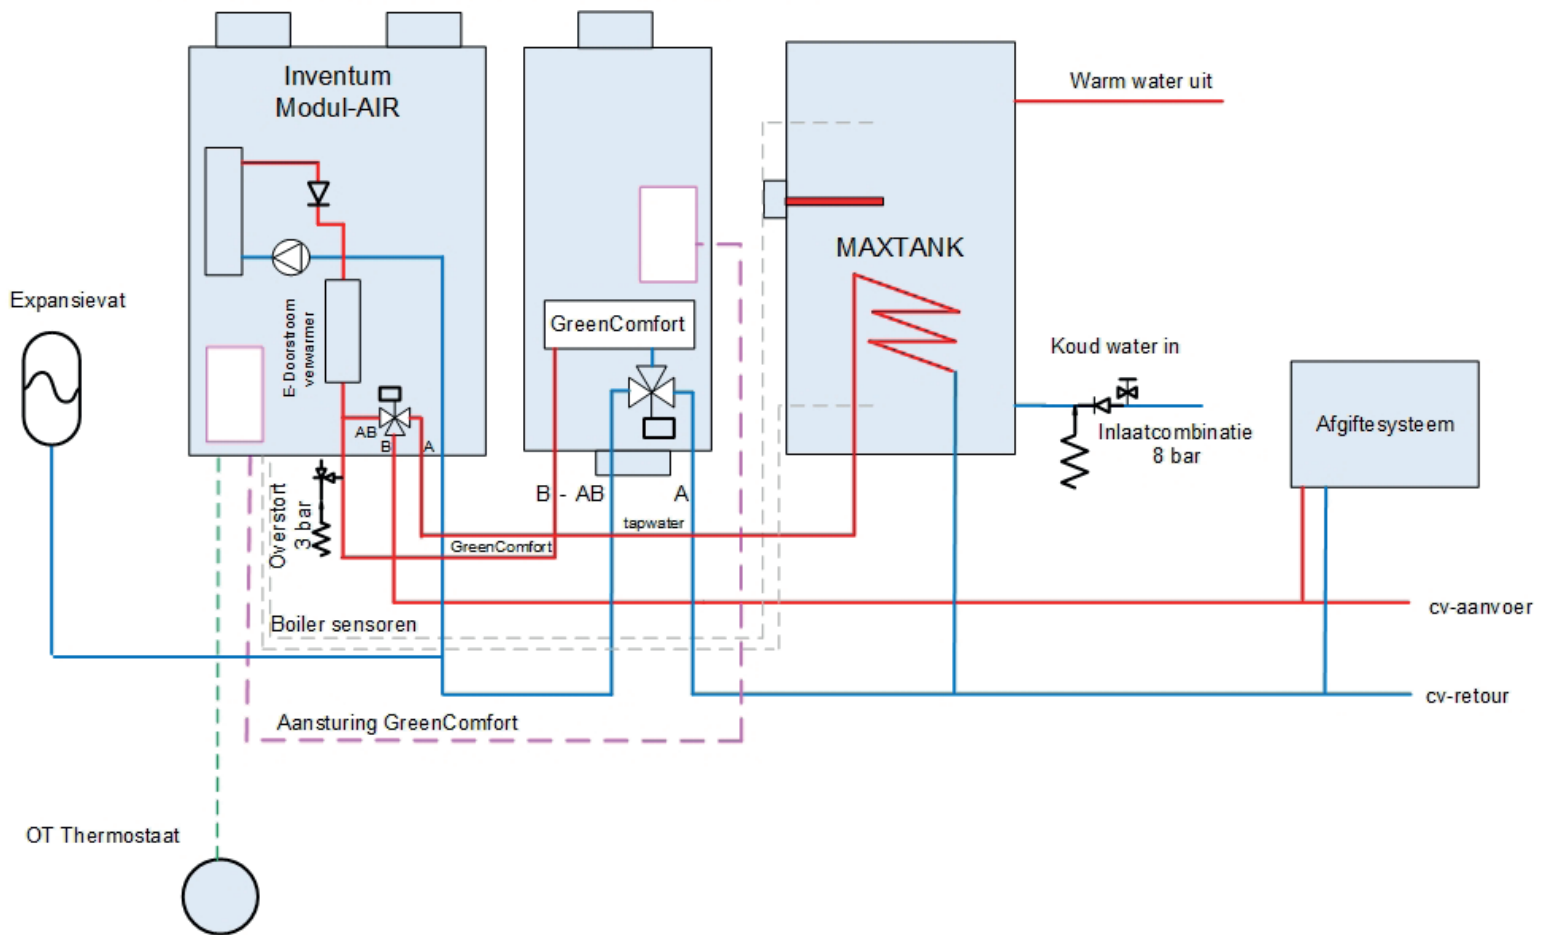 Inventum
Modul-AIR
Warm water uit
MAXTANK
Expansievat
E-Doorstroom
verwarmer
GreenComfort
Koud water in
Inlaatcombinatie
8 bar
Afgiftesysteem
AB
B
A
B - AB
A
Overstort
3 bar
tapwater
GreenComfort
cv-aanvoer
Boiler sensoren
cv-retour
Aansturing GreenComfort
OT Thermostaat